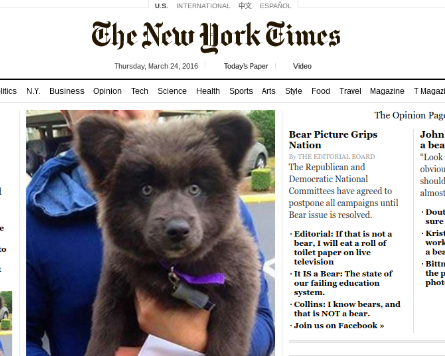 U.S. INTERNATIONAL 中文 ESPAÑOL
The New York Times
Thursday, March 24, 2016 Today's Paper Video
litics N.Y. Business Opinion Tech Science Health Sports Arts Style Food Travel Magazine T Magazi
The Opinion Page
Bear Picture Grips
Nation
By THE EDITORIAL BOARD
The Republican and
Democratic National
Committees have agreed to
postpone all campaigns until
Bear issue is resolved.
· Editorial: If that is not a
bear, I will eat a roll of
toilet paper on live
television
· It IS a Bear: The state of
our failing education
system.
· Collins: I know bears, and
that is NOT a bear.
· Join us on Facebook »
John
a bea
"Look
obviou
should
almost
· Dout
sure
· Krist
work
a bea
· Bittm
the p
photo